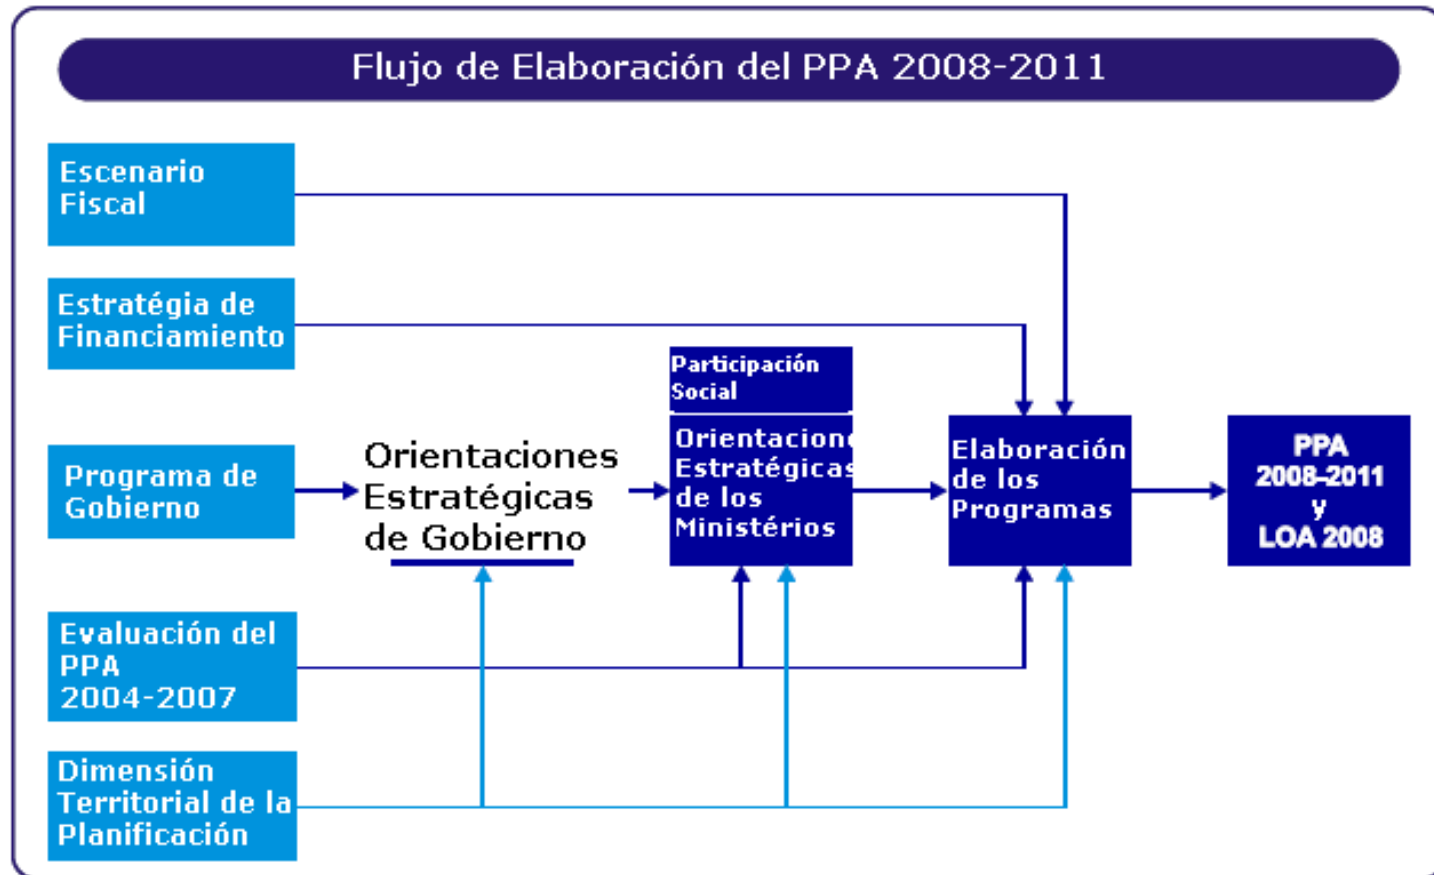 Flujo de Elaboración del PPA 2008-2011
Escenario
Fiscal
Estratégia de
Financiamiento
Participación
Social
Programa de
Gobierno
Orientaciones
Estratégicas
de Gobierno
Orientacione
Estratégicas
de los
Ministérios
Elaboración
de los
Programas
PPA
2008-2011
y
LOA 2008
Evaluación del
PPA
2004-2007
Dimensión
Territorial de la
Planificación